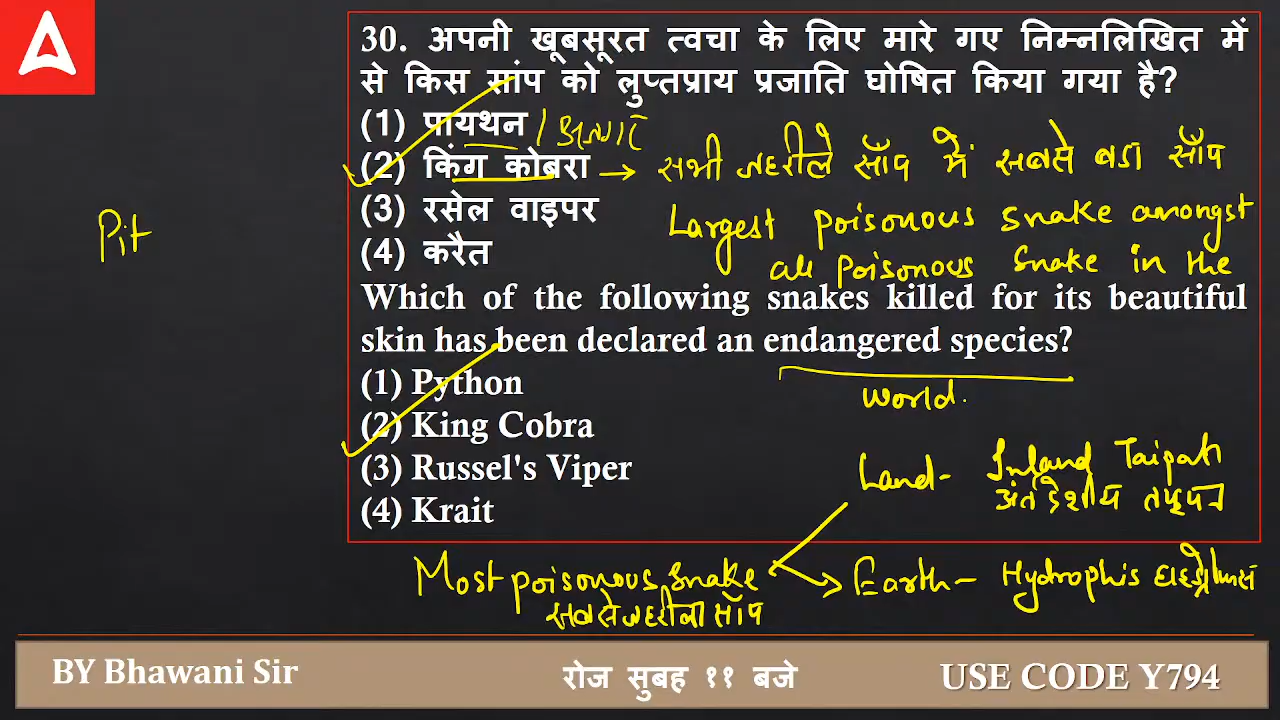 30. अपनी खूबसूरत त्वचा के लिए मारे गए निम्नलिखित में
से किस सांप को लुप्तप्राय प्रजाति घोषित किया गया है?
(1) पायथन / अजगर
(2) किंग कोबरा → सभी जहरीले साँप में सबसे बडा साँप
(3) रसेल वाइपर Largest poisonous snake amongst
(4) करैत all poisonous snake in the
Pit
Which of the following snakes killed for its beautiful
skin has been declared an endangered species?
world.
(1) Python
(2) King Cobra
(3) Russel's Viper
(4) Krait
Land- Inland Taipan
अंतर्देशीय तइपन
Most poisonous snake
सबसे जहरीला साँप
Earth- Hydrophis
BY Bhawani Sir
रोज सुबह ११ बजे
USE CODE Y794